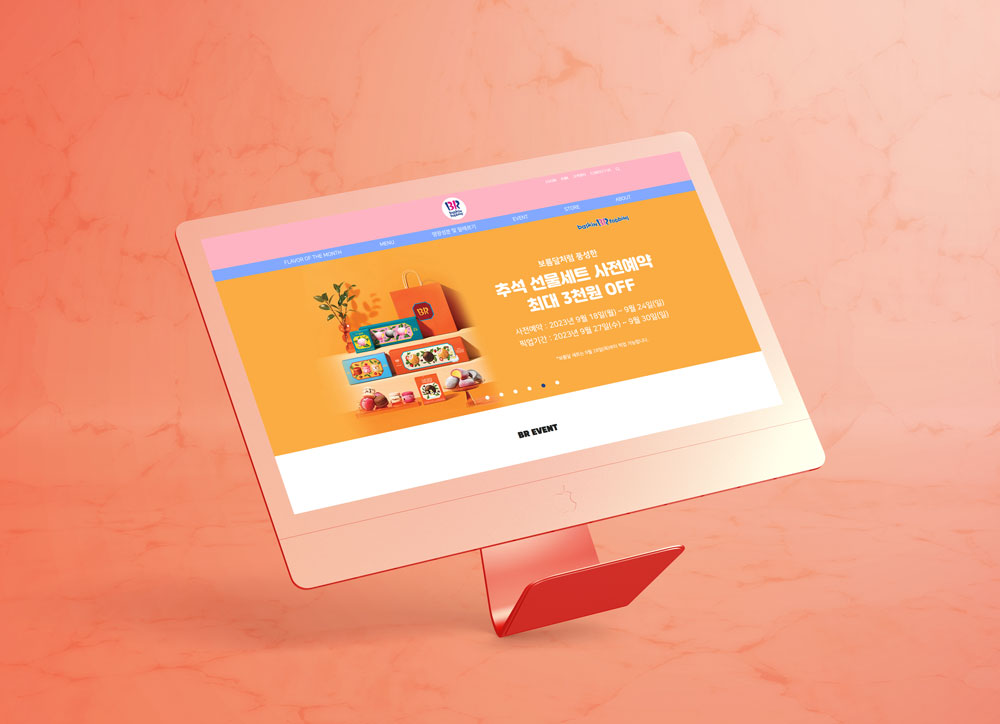 BR
baskin
robbins
FLAVOR OF THE MONTH
MENU
영양성분 및 알레르기
EVENT
STORE
ABOUT
baskin BR robbins
보름달처럼 풍성한
추석 선물세트 사전예약
최대 3천원 OFF
사전예약 : 2023년 9월 18일(월) ~ 9월 24일(일)
픽업기간 : 2023년 9월 27일(수) ~ 9월 30일(일)
BR
BR EVENT